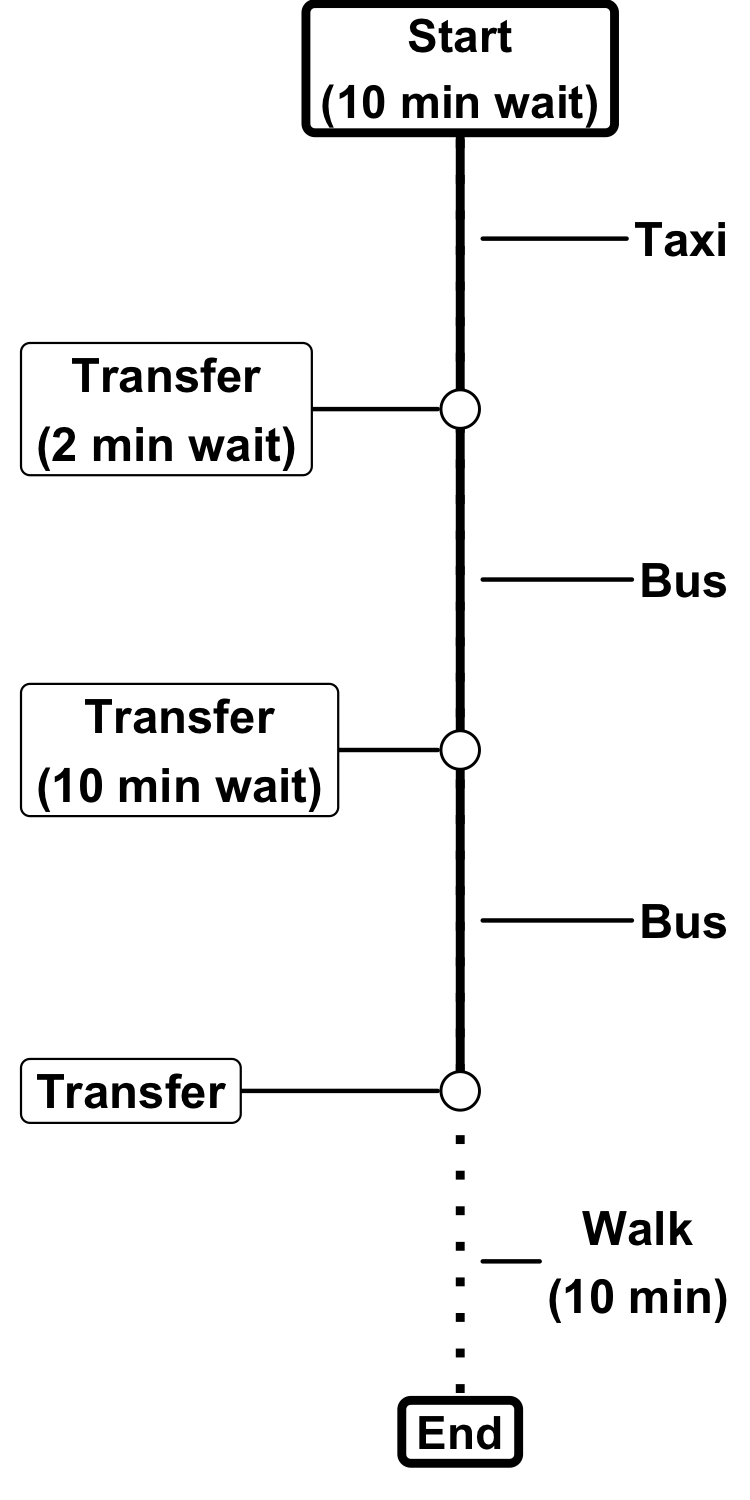 Start
(10 min wait)
Taxi
Transfer
(2 min wait)
Bus
Transfer
(10 min wait)
Bus
Transfer
Walk
(10 min)
End